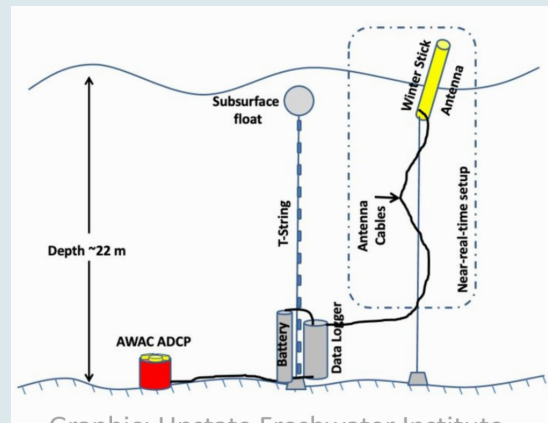 Winter Stick
Antenna
Subsurface
float
T-String
Antenna
Cables
Near-real-time setup
Depth ~22 m
AWAC ADCP
Battery
Data Logger
Graphic: Upstate Freshwater Institute